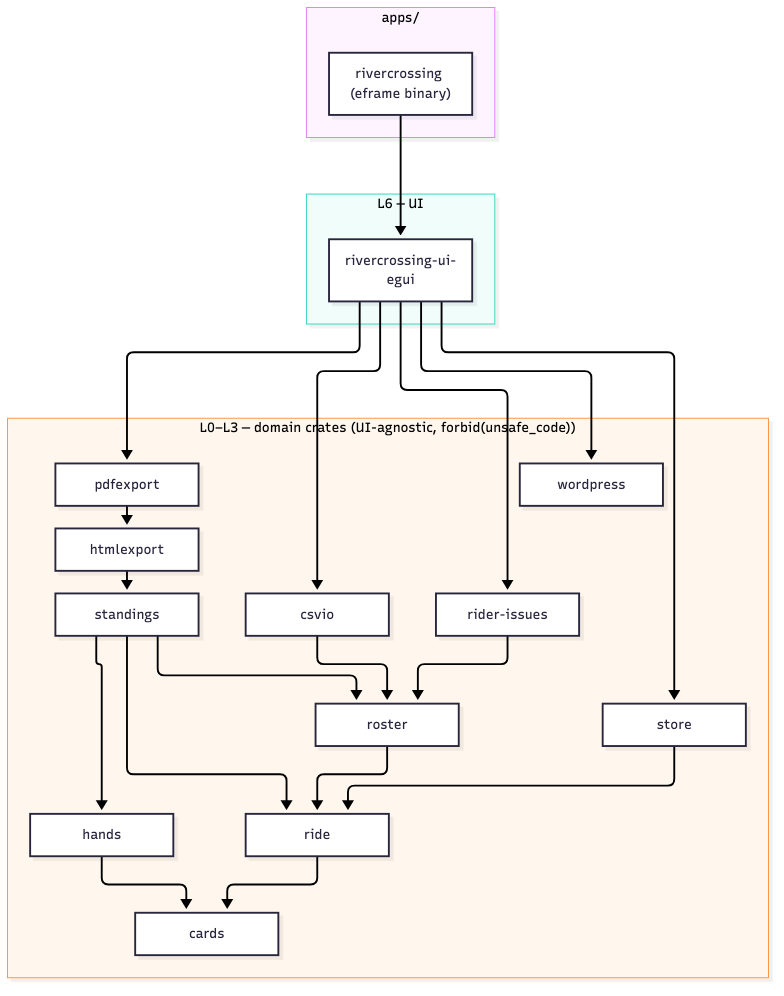 apps/
rivercrossing
(eframe binary)
L6 – UI
rivercrossing-ui-
egui
L0–L3 – domain crates (UI-agnostic, forbid(unsafe_code))
pdfexport
wordpress
htmlexport
standings
csvio
rider-issues
roster
store
hands
ride
cards